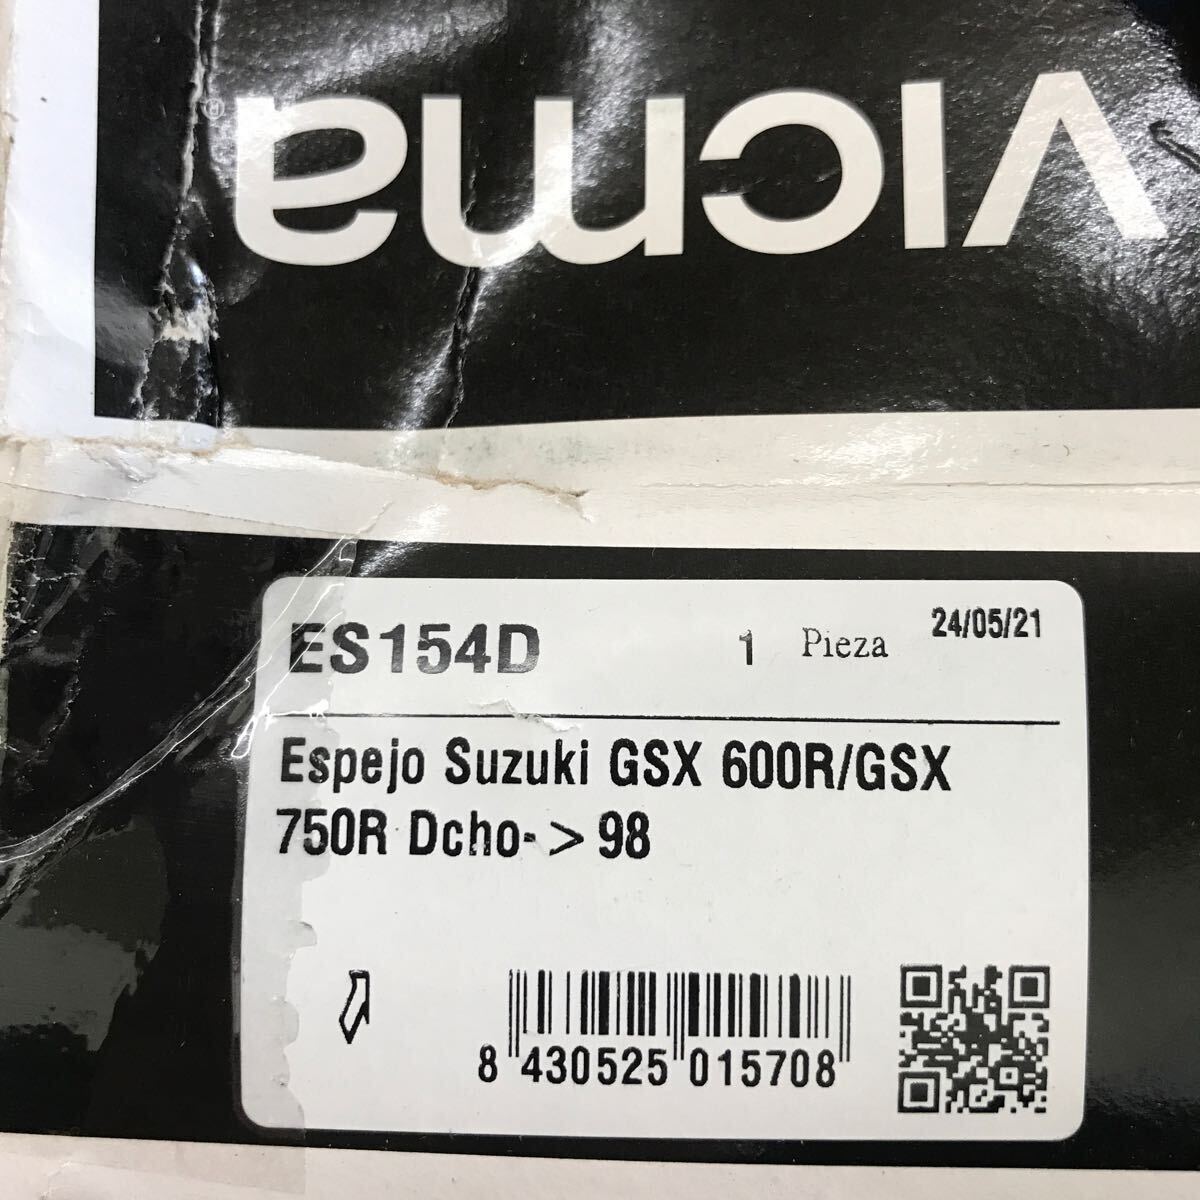 vicma®
ES154D 1 Pieza 24/05/21
Espejo Suzuki GSX 600R/GSX
750R Dcho-> 98
8 430525 015708